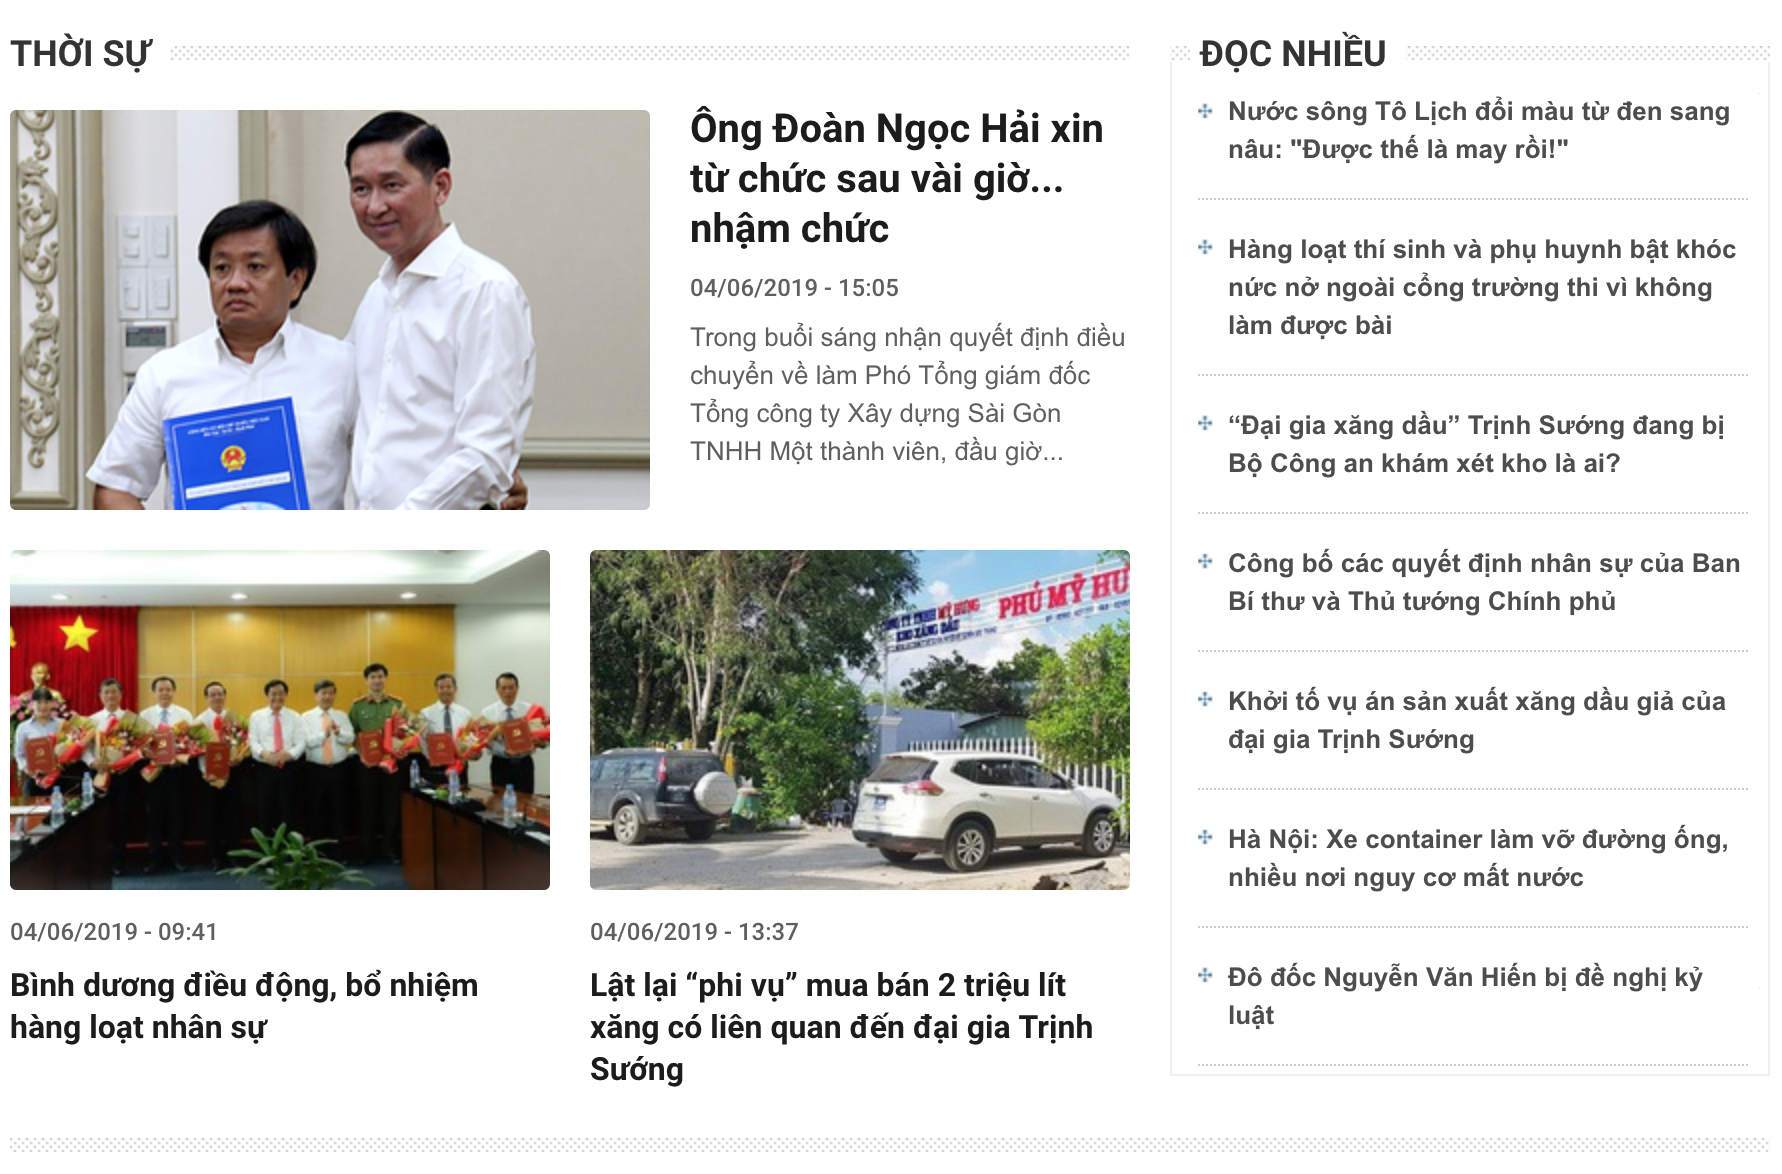 THỜI SỰ
Ông Đoàn Ngọc Hải xin
từ chức sau vài giờ...
nhậm chức
04/06/2019 - 15:05
Trong buổi sáng nhận quyết định điều
chuyển về làm Phó Tổng giám đốc
Tổng công ty Xây dựng Sài Gòn
TNHH Một thành viên, đầu giờ...
CÔNG TY TNHH MỸ HƯNG
KHO XĂNG DẦU
PHÚ MỸ HƯ
04/06/2019 - 09:41
Bình dương điều động, bổ nhiệm
hàng loạt nhân sự
04/06/2019 - 13:37
Lật lại “phi vụ” mua bán 2 triệu lít
xăng có liên quan đến đại gia Trịnh
Sướng
ĐỌC NHIỀU
Nước sông Tô Lịch đổi màu từ đen sang
nâu: "Được thế là may rồi!"
Hàng loạt thí sinh và phụ huynh bật khóc
nức nở ngoài cổng trường thi vì không
làm được bài
“Đại gia xăng dầu” Trịnh Sướng đang bị
Bộ Công an khám xét kho là ai?
Công bố các quyết định nhân sự của Ban
Bí thư và Thủ tướng Chính phủ
Khởi tố vụ án sản xuất xăng dầu giả của
đại gia Trịnh Sướng
Hà Nội: Xe container làm vỡ đường ống,
nhiều nơi nguy cơ mất nước
Đô đốc Nguyễn Văn Hiến bị đề nghị kỷ
luật